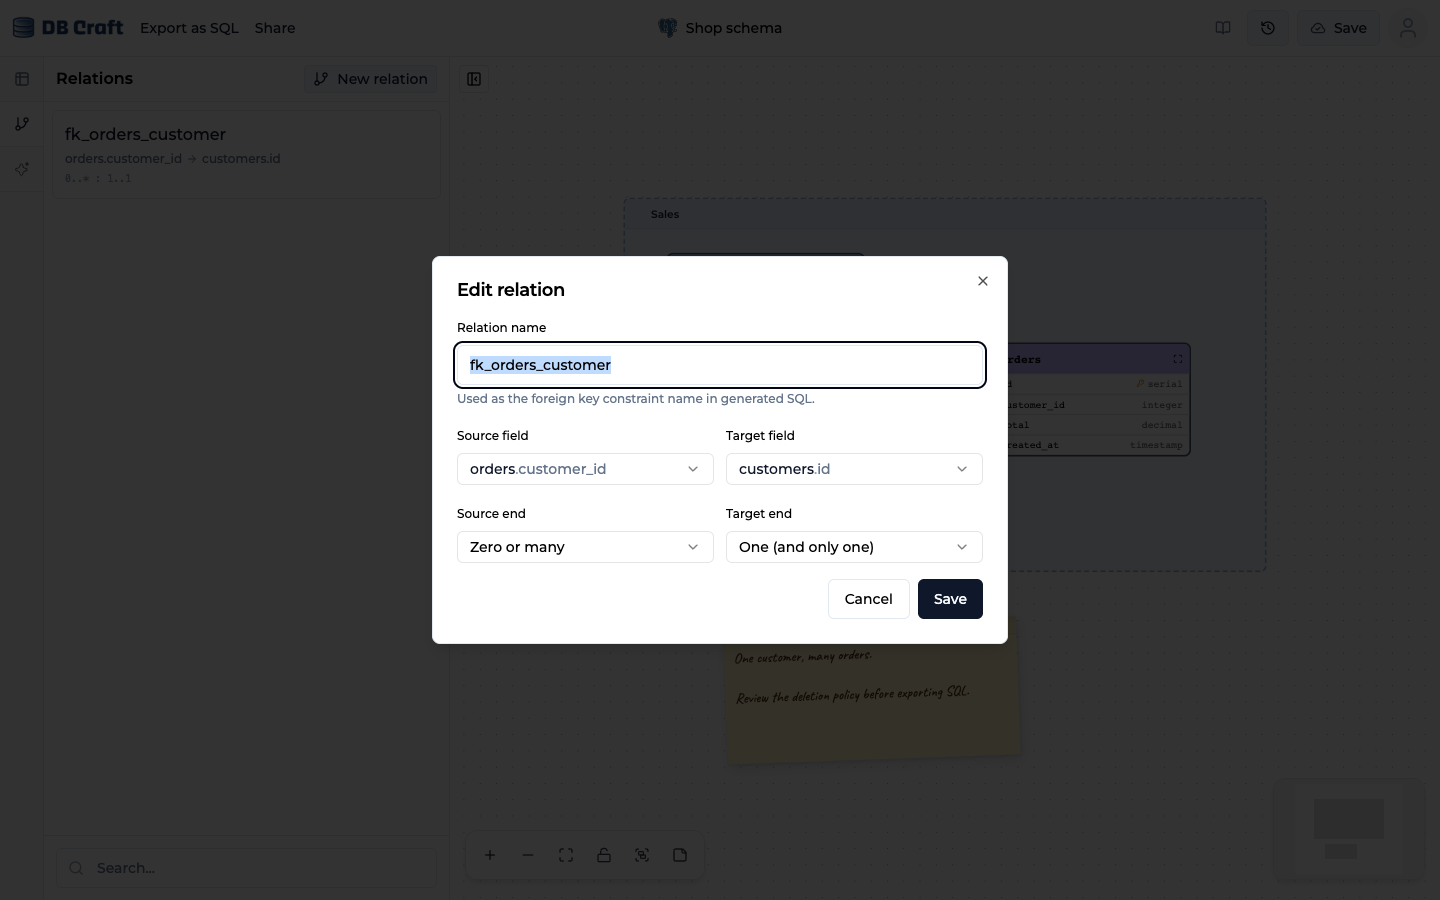 DB Craft Export as SQL Share Shop schema Save
Relations New relation
fk_orders_customer
orders.customer_id → customers.id
0..* : 1..1
Sales
Edit relation
Relation name
fk_orders_customer
Used as the foreign key constraint name in generated SQL.
Source field Target field
orders.customer_id customers.id
Source end Target end
Zero or many One (and only one)
Cancel Save
rders
d serial
ustomer_id integer
otal decimal
reated_at timestamp
One customer, many orders.
Review the deletion policy before exporting SQL.
Search...